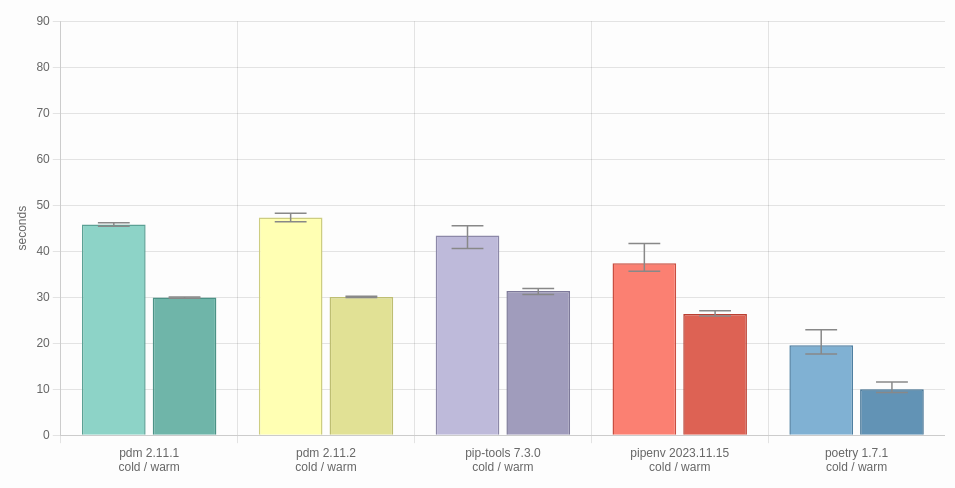 90
80
70
60
50
40
30
20
10
0
seconds
pdm 2.11.1
cold / warm
pdm 2.11.2
cold / warm
pip-tools 7.3.0
cold / warm
pipenv 2023.11.15
cold / warm
poetry 1.7.1
cold / warm